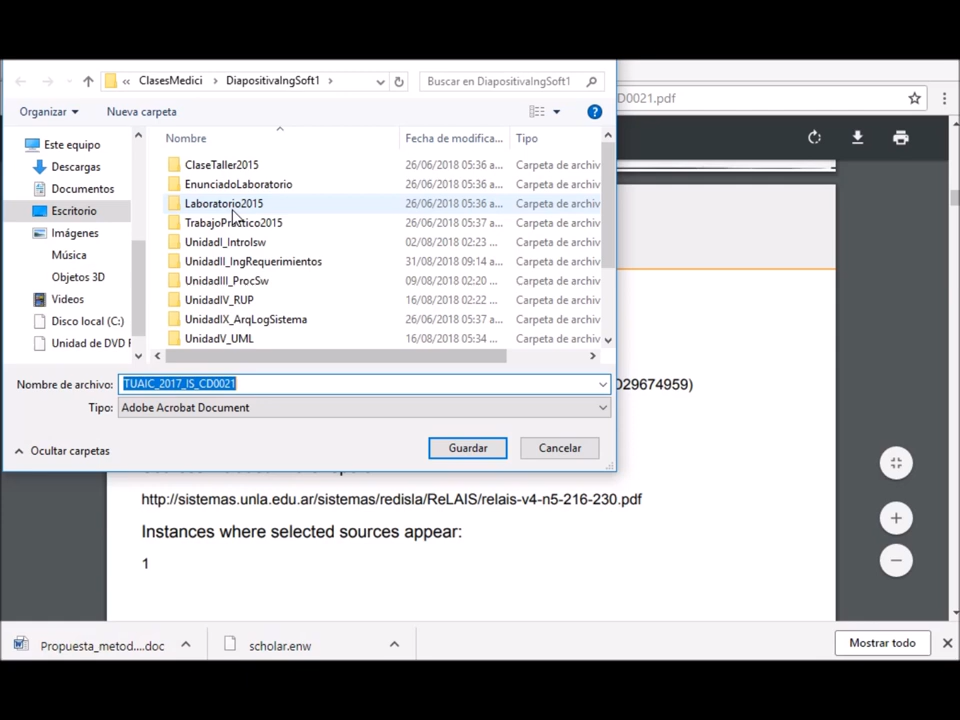 « ClasesMedici > DiapositivaIngSoft1 >
Buscar en DiapositivaIngSoft1
D0021.pdf
Organizar
Nueva carpeta
?
Este equipo
Descargas
Documentos
Escritorio
Imágenes
Música
Objetos 3D
Videos
Disco local (C:)
Unidad de DVD F
Nombre
Fecha de modifica...
Tipo
ClaseTaller2015
26/06/2018 05:36 a...
Carpeta de archiv
EnunciadoLaboratorio
26/06/2018 05:36 a...
Carpeta de archiv
Laboratorio2015
26/06/2018 05:36 a...
Carpeta de archiv
TrabajoPractico2015
26/06/2018 05:37 a...
Carpeta de archiv
UnidadI_IntroIsw
02/08/2018 02:23 ...
Carpeta de archiv
UnidadII_IngRequerimientos
31/08/2018 09:14 a...
Carpeta de archiv
UnidadIII_ProcSw
09/08/2018 02:20 ...
Carpeta de archiv
UnidadIV_RUP
16/08/2018 02:22 ...
Carpeta de archiv
UnidadIX_ArqLogSistema
26/06/2018 05:37 a...
Carpeta de archiv
UnidadV_UML
16/08/2018 05:34 ...
Carpeta de archiv
Nombre de archivo: TUAIC_2017_IS_CD0021
Tipo: Adobe Acrobat Document
D29674959)
Ocultar carpetas
Guardar
Cancelar
http://sistemas.unla.edu.ar/sistemas/redisla/ReLAIS/relais-v4-n5-216-230.pdf
Instances where selected sources appear:
1
Propuesta_metod....doc
scholar.enw
Mostrar todo